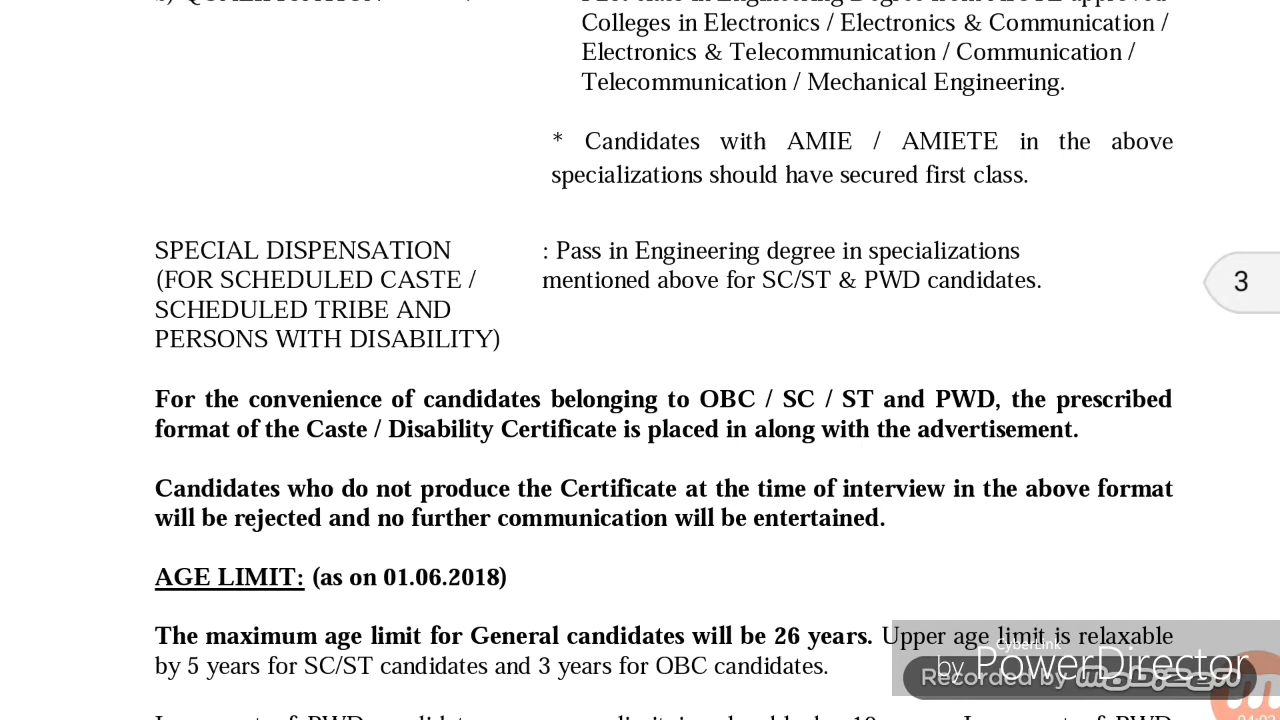 Colleges in Electronics / Electronics & Communication /
Electronics & Telecommunication / Communication /
Telecommunication / Mechanical Engineering.
* Candidates with AMIE / AMIETE in the above
specializations should have secured first class.
SPECIAL DISPENSATION : Pass in Engineering degree in specializations
(FOR SCHEDULED CASTE / mentioned above for SC/ST & PWD candidates.
SCHEDULED TRIBE AND
PERSONS WITH DISABILITY)
3
For the convenience of candidates belonging to OBC / SC / ST and PWD, the prescribed
format of the Caste / Disability Certificate is placed in along with the advertisement.
Candidates who do not produce the Certificate at the time of interview in the above format
will be rejected and no further communication will be entertained.
AGE LIMIT: (as on 01.06.2018)
The maximum age limit for General candidates will be 26 years. Upper age limit is relaxable
by 5 years for SC/ST candidates and 3 years for OBC candidates.
CyberLink
by PowerDirector
Recorded by